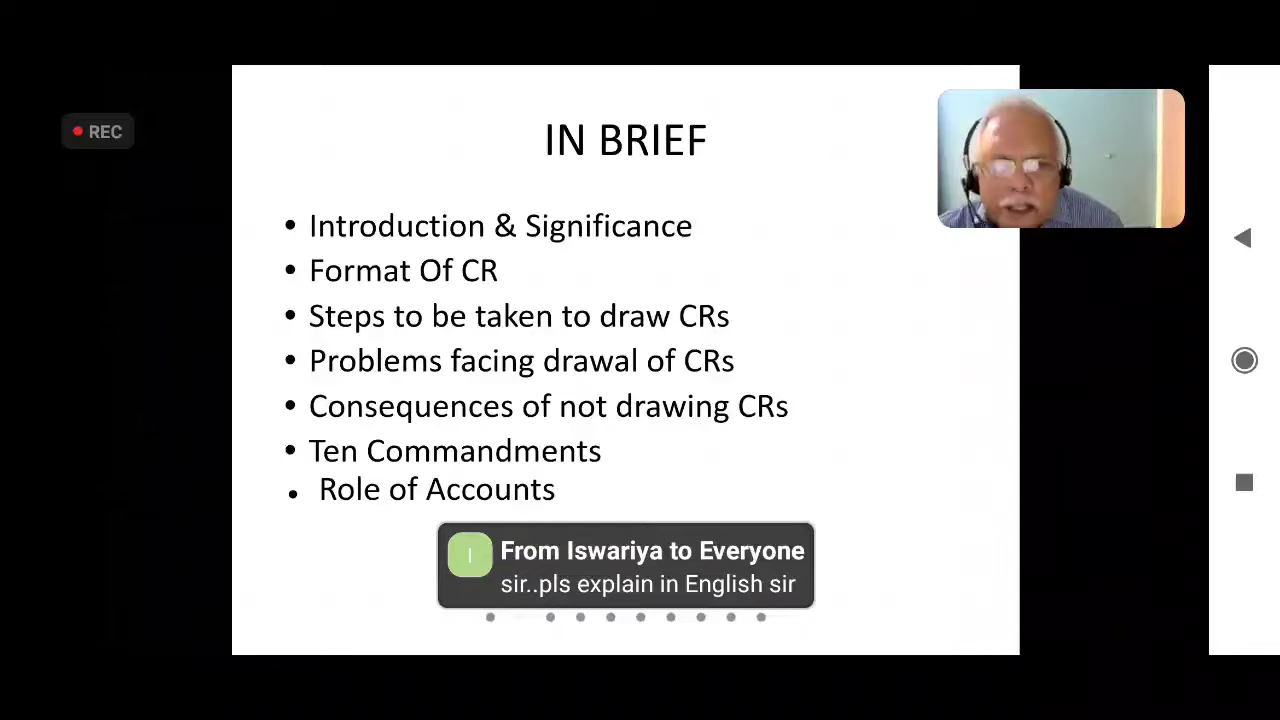 REC
IN BRIEF
• Introduction & Significance
• Format Of CR
• Steps to be taken to draw CRs
• Problems facing drawal of CRs
• Consequences of not drawing CRs
• Ten Commandments
• Role of Accounts
I
From Iswariya to Everyone
sir..pls explain in English sir